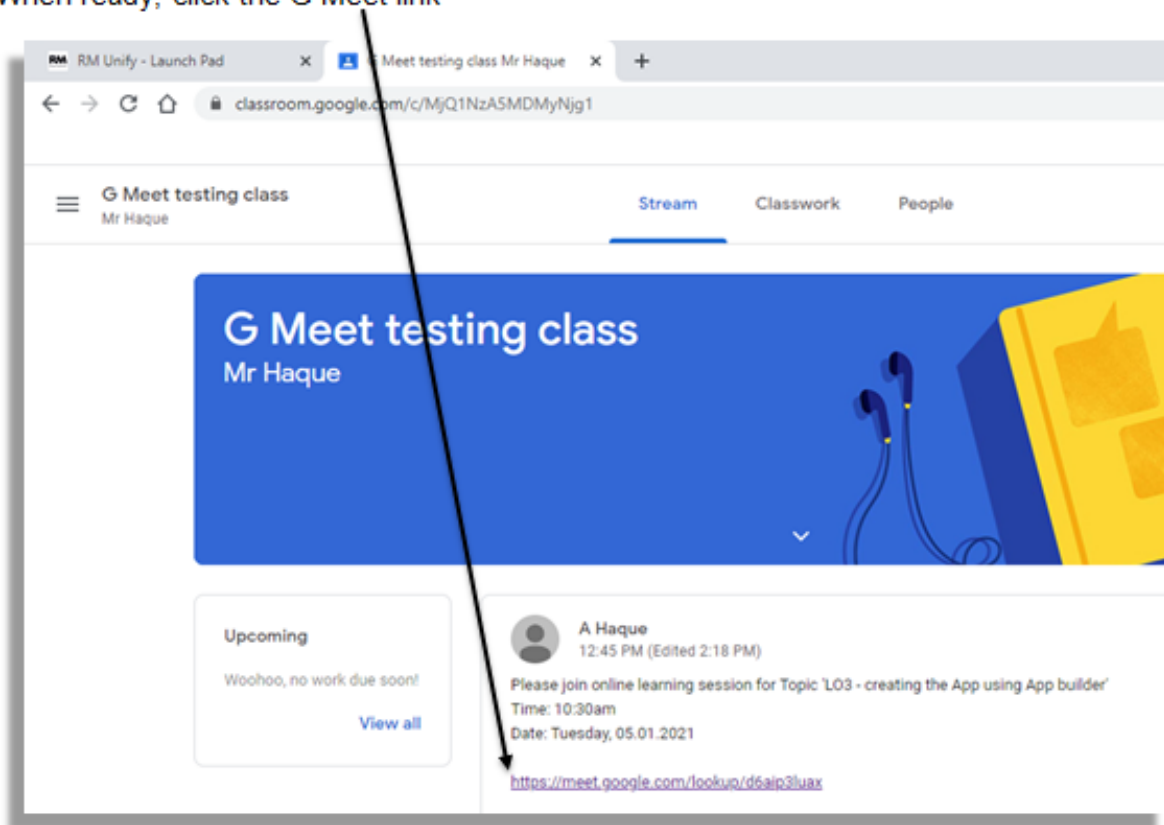 When ready, click the G Meet link
RM RM Unify - Launch Pad
G Meet testing class Mr Haque
classroom.google.com/c/MjQ1NzA5MDMyNjg1
G Meet testing class
Mr Haque
Stream Classwork People
G Meet testing class
Mr Haque
Upcoming
Woohoo, no work due soon!
View all
A Haque
12:45 PM (Edited 2:18 PM)
Please join online learning session for Topic 'LO3 - creating the App using App builder'
Time: 10:30am
Date: Tuesday, 05.01.2021
https://meet.google.com/lookup/d6aip3luax